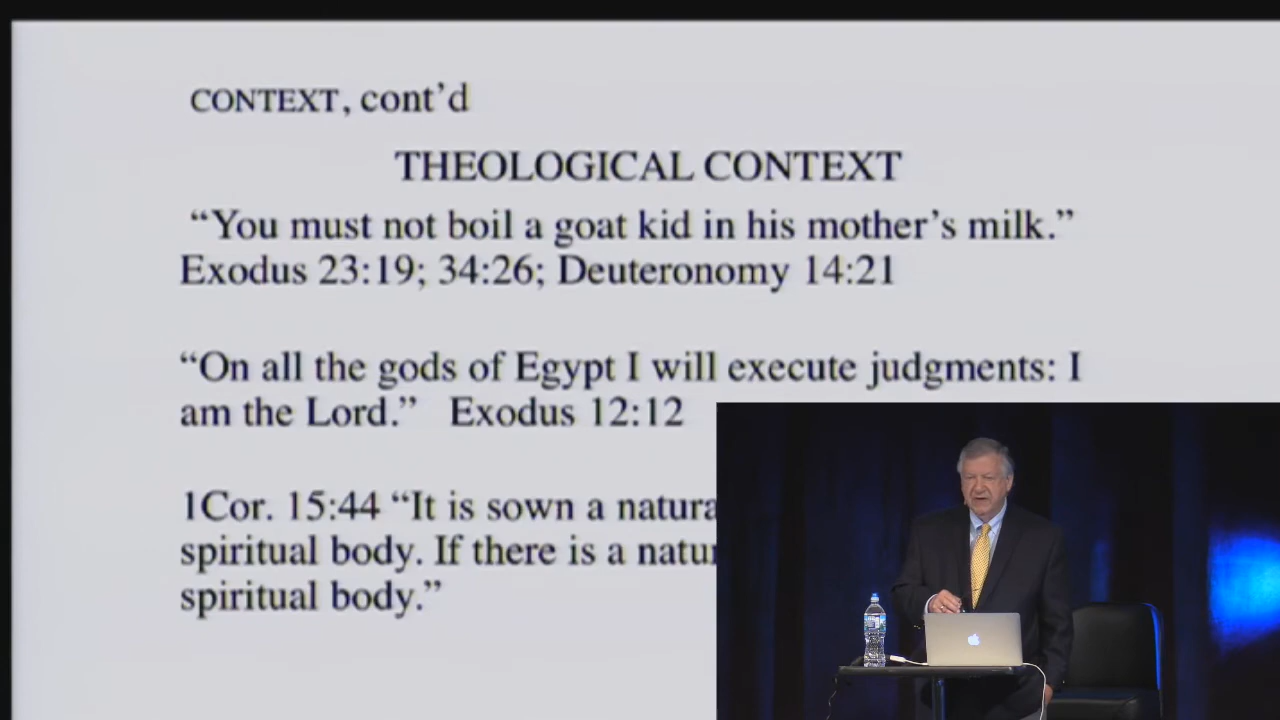 CONTEXT, cont’d
THEOLOGICAL CONTEXT
“You must not boil a goat kid in his mother’s milk.”
Exodus 23:19; 34:26; Deuteronomy 14:21
“On all the gods of Egypt I will execute judgments: I
am the Lord.” Exodus 12:12
1Cor. 15:44 “It is sown a natura
spiritual body. If there is a natu
spiritual body.”